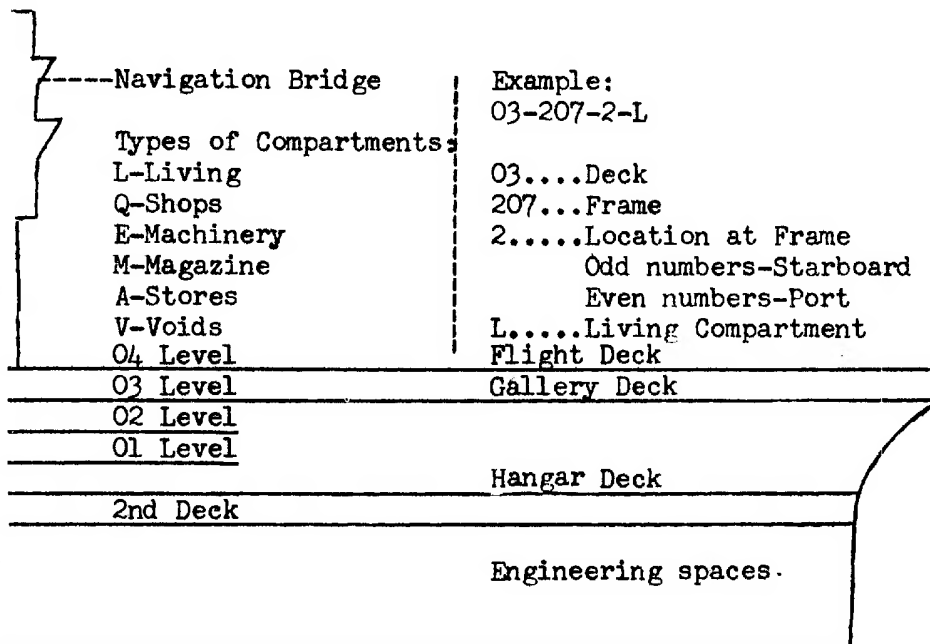 -----Navigation Bridge
Types of Compartments:
L-Living
Q-Shops
E-Machinery
M-Magazine
A-Stores
V-Voids
Example:
03-207-2-L
03....Deck
207...Frame
2.....Location at Frame
Odd numbers-Starboard
Even numbers-Port
L.....Living Compartment
04 Level Flight Deck
03 Level Gallery Deck
02 Level
01 Level
Hangar Deck
2nd Deck
Engineering spaces.